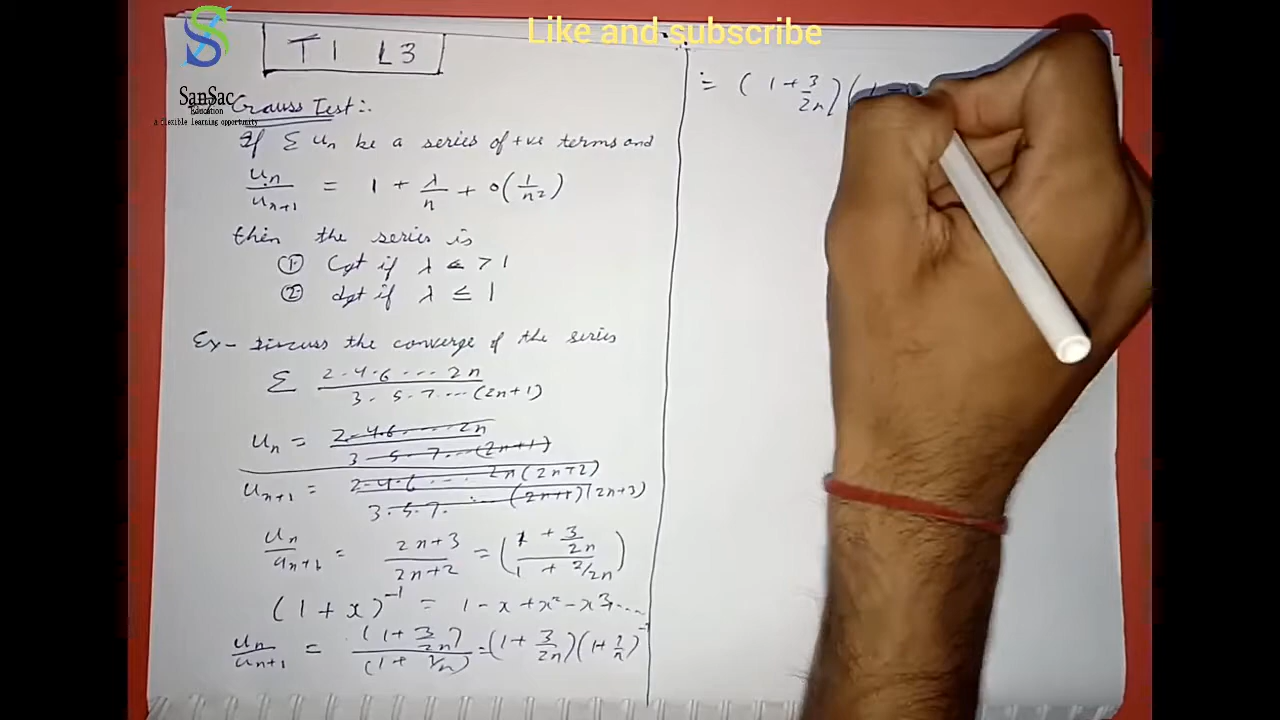 Like and subscribe
SanSac
Education
A flexible learning opportunity
T1 L3
Gauss Test:-
If Σ un be a series of +ve terms and
un/un+1 = 1 + λ/n + o(1/n²)
then the series is
① Cgt if λ > 1
② dgt if λ ≤ 1
Ex- Discuss the converge of the series
Σ 2·4·6····2n / 3·5·7···(2n+1)
un = 2·4·6·····2n / 3·5·7···(2n+1)
un+1 = 2·4·6····2n(2n+2) / 3·5·7·...(2n+1)(2n+3)
un/un+1 = 2n+3/2n+2 = (1 + 3/2n / 1 + 2/2n)
(1+x)⁻¹ = 1 - x + x² - x³+....
un/un+1 = (1+3/2n)/(1+1/n) = (1+3/2n)(1+1/n)⁻¹
= (1+3/2n)(1 -